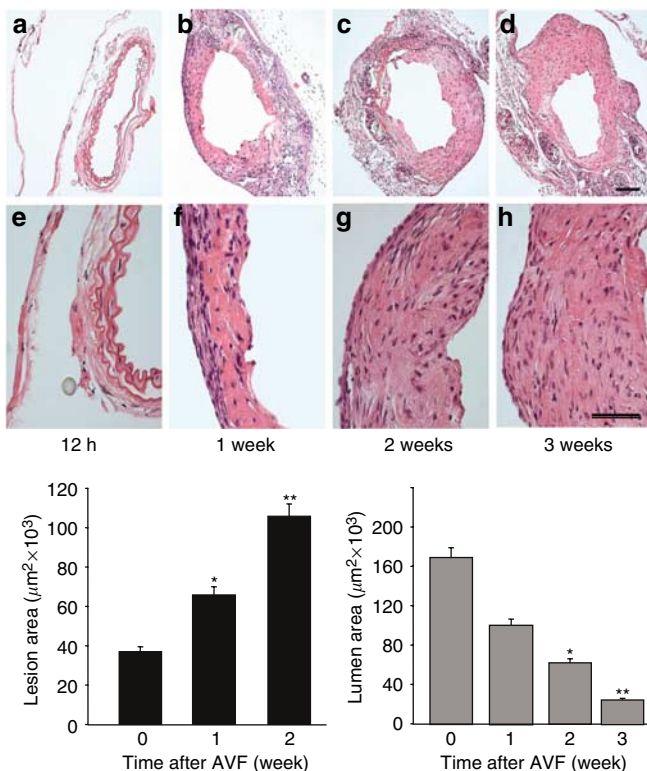 a b c d
e f g h
12 h 1 week 2 weeks 3 weeks
120
100
80
60
40
20
0
Lesion area (μm²×10³)
*
**
0 1 2
Time after AVF (week)
200
160
120
80
40
0
Lumen area (μm²×10³)
*
**
0 1 2 3
Time after AVF (week)